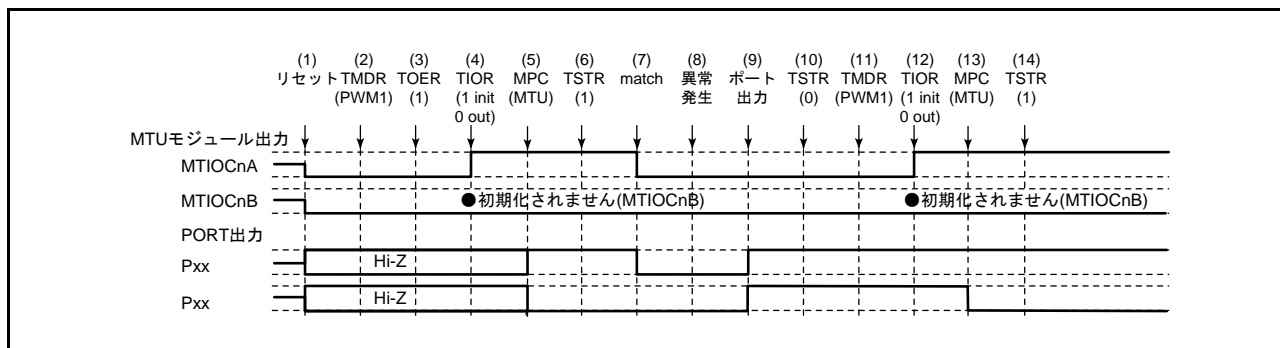 (1) (2) (3) (4) (5) (6) (7) (8) (9) (10) (11) (12) (13) (14)
リセット TMDR TOER TIOR MPC TSTR match 異常 ポート TSTR TMDR TIOR MPC TSTR
(PWM1) (1) (1 init (MTU) (1) 発生 出力 (0) (PWM1) (1 init (MTU) (1)
0 out) 0 out)
MTUモジュール出力
MTIOCnA
MTIOCnB ●初期化されません(MTIOCnB) ●初期化されません(MTIOCnB)
PORT出力
Pxx Hi-Z
Pxx Hi-Z